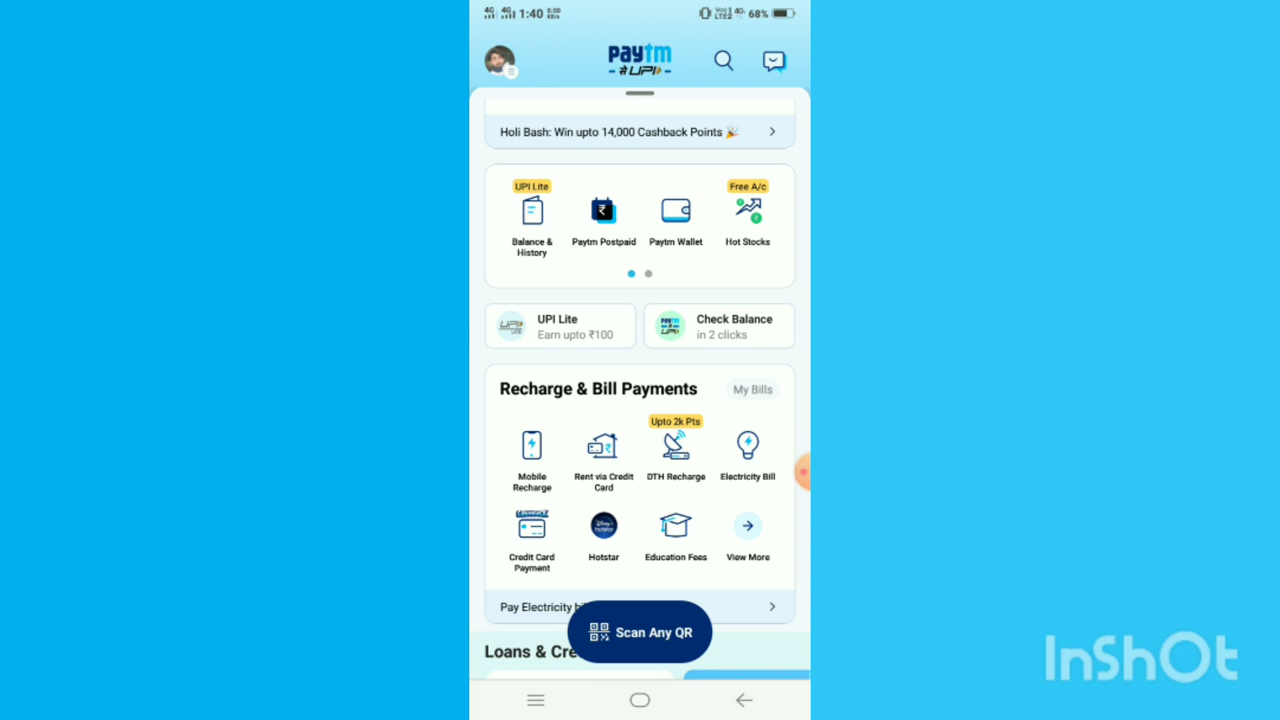 4G 4G 1:40 0.00 KB/s
4G 68%
paytm
से UPI
Holi Bash: Win upto 14,000 Cashback Points 🎉
UPI Lite
Free A/c
Balance & Paytm Postpaid Paytm Wallet Hot Stocks
History
UPI Lite
Earn upto ₹100
Check Balance
in 2 clicks
Recharge & Bill Payments
My Bills
Upto 2k Pts
Mobile Rent via Credit DTH Recharge Electricity Bill
Recharge Card
Credit Card Hotstar Education Fees View More
Payment
Pay Electricity
Scan Any QR
Loans & Cre
InShOt